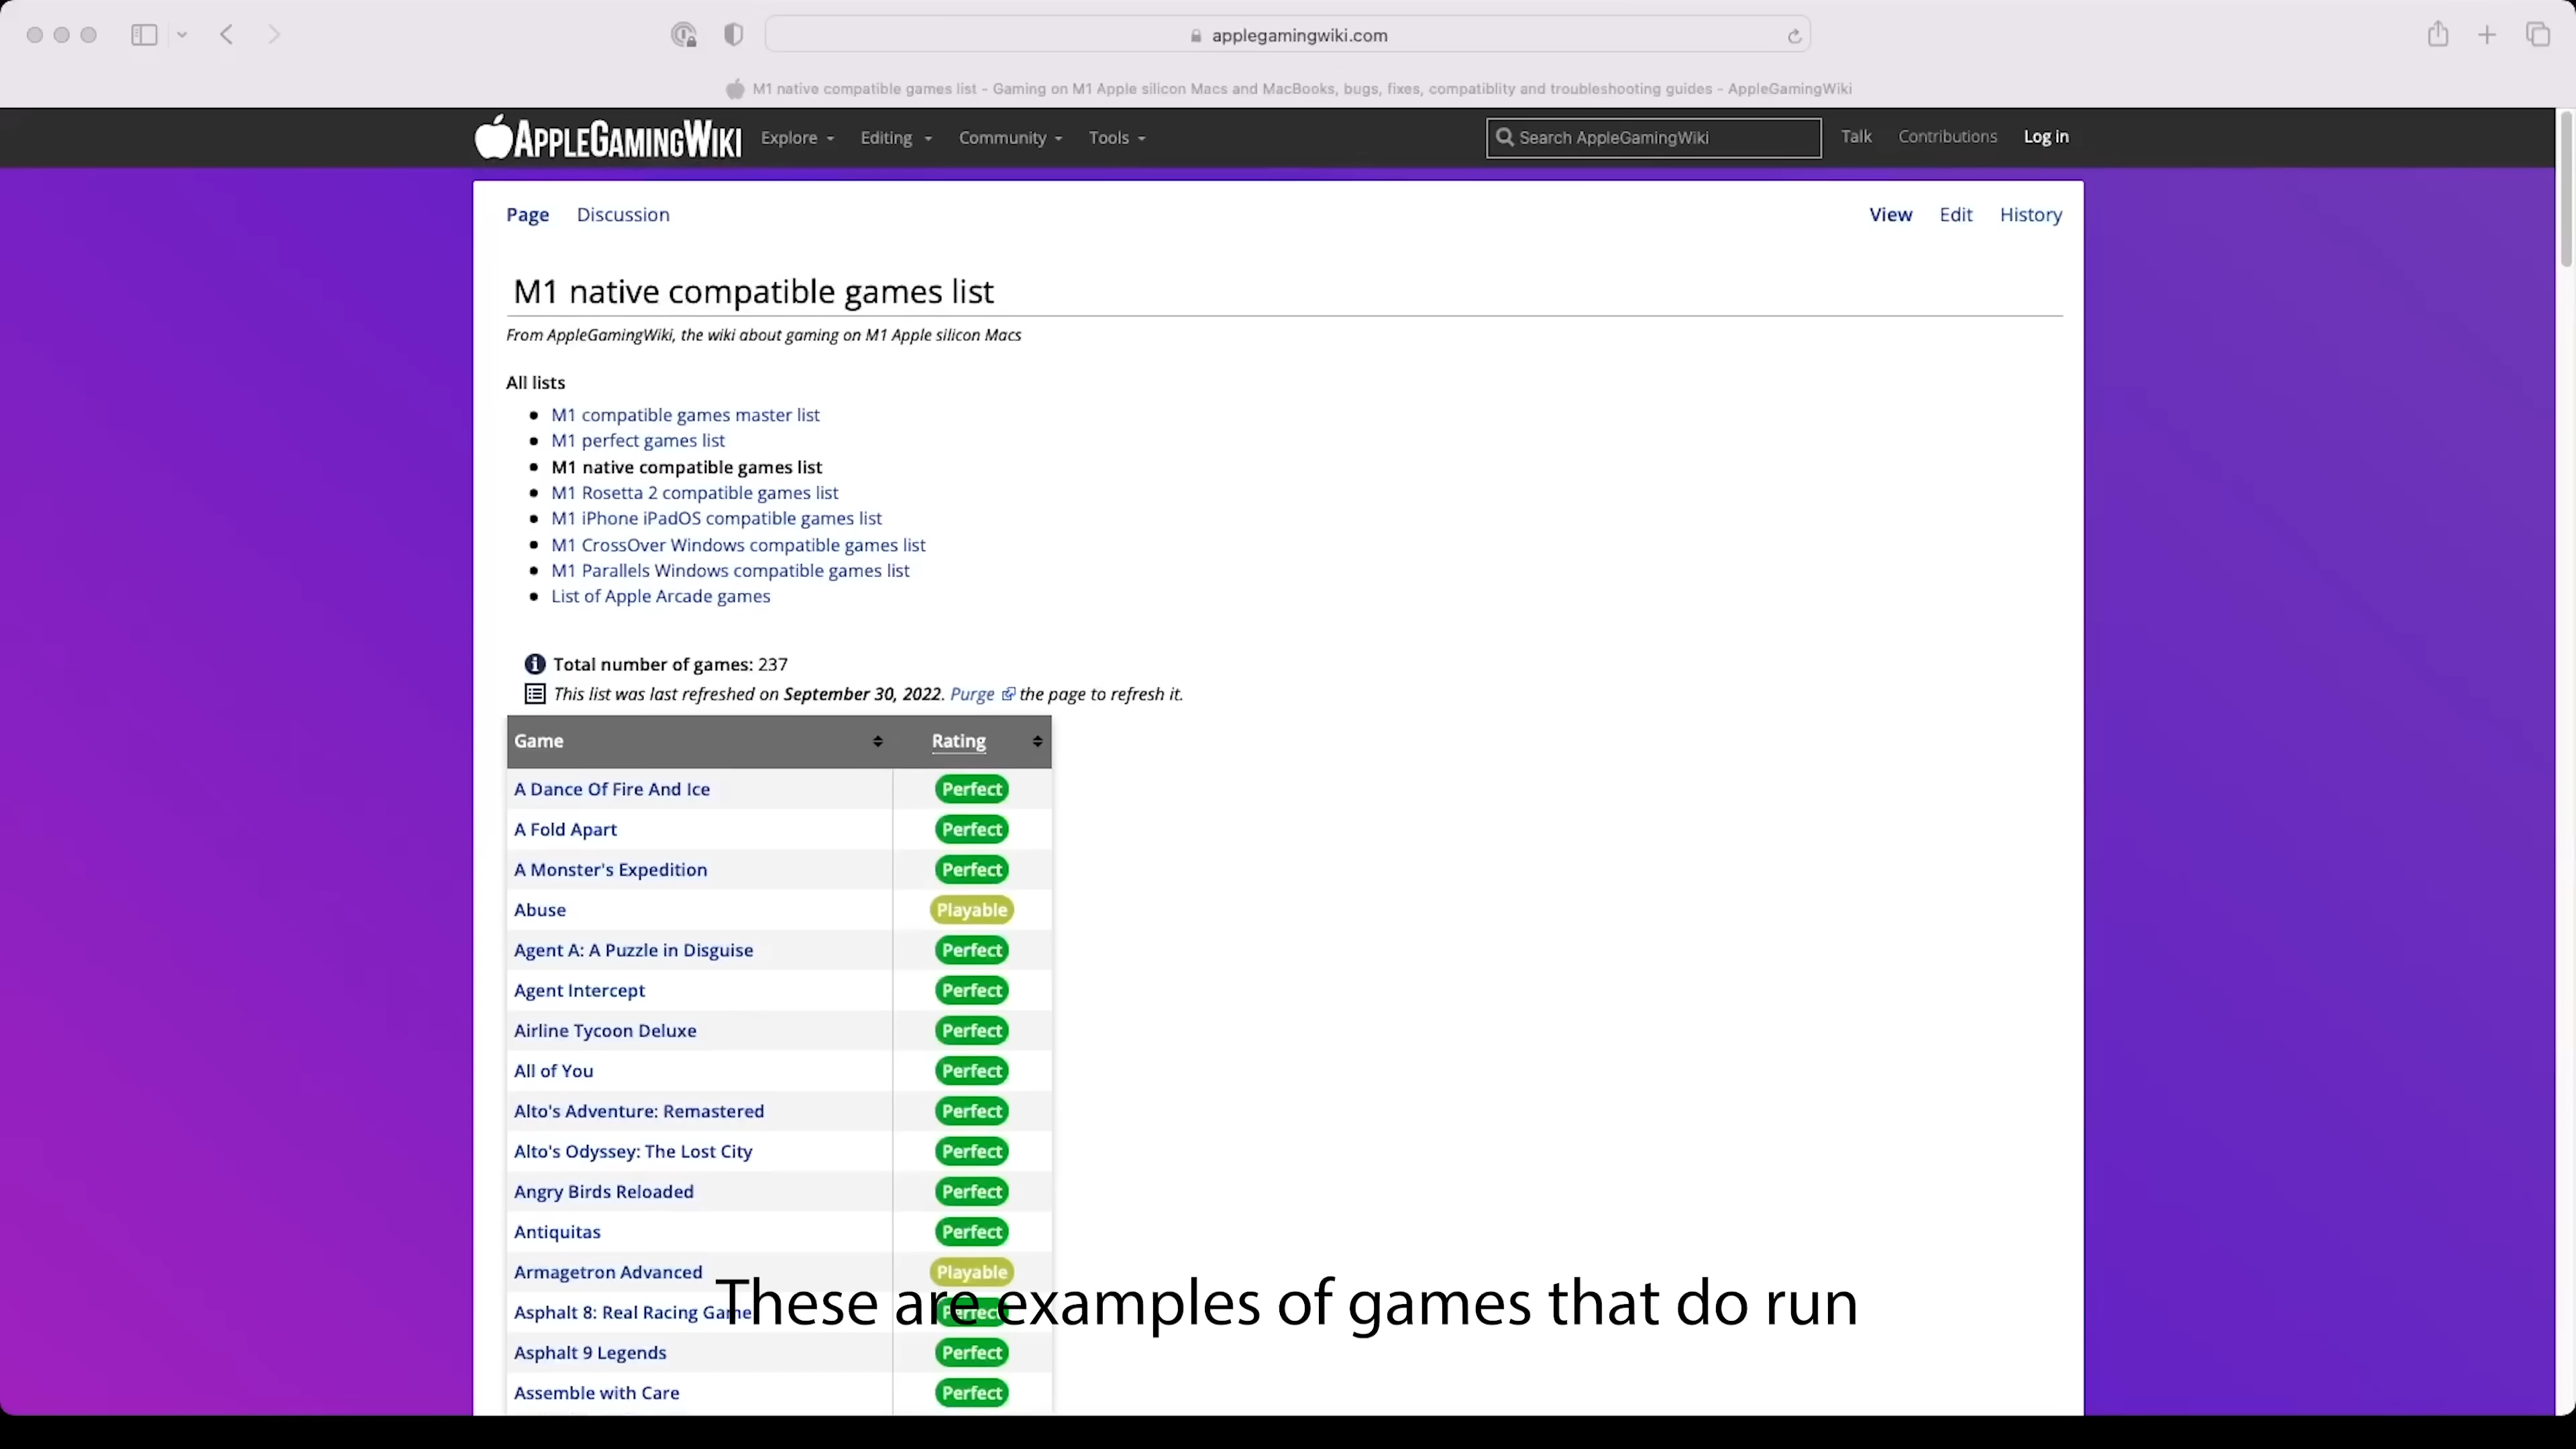 applegamingwiki.com
M1 native compatible games list - Gaming on M1 Apple silicon Macs and MacBooks, bugs, fixes, compatiblity and troubleshooting guides - AppleGamingWiki
APPLEGAMINGWIKI Explore Editing Community Tools Search AppleGamingWiki Talk Contributions Log in
Page Discussion View Edit History
M1 native compatible games list
From AppleGamingWiki, the wiki about gaming on M1 Apple silicon Macs
All lists
M1 compatible games master list
M1 perfect games list
M1 native compatible games list
M1 Rosetta 2 compatible games list
M1 iPhone iPadOS compatible games list
M1 CrossOver Windows compatible games list
M1 Parallels Windows compatible games list
List of Apple Arcade games
Total number of games: 237
This list was last refreshed on September 30, 2022. Purge the page to refresh it.
Game Rating
A Dance Of Fire And Ice Perfect
A Fold Apart Perfect
A Monster's Expedition Perfect
Abuse Playable
Agent A: A Puzzle in Disguise Perfect
Agent Intercept Perfect
Airline Tycoon Deluxe Perfect
All of You Perfect
Alto's Adventure: Remastered Perfect
Alto's Odyssey: The Lost City Perfect
Angry Birds Reloaded Perfect
Antiquitas Perfect
Armagetron Advanced Playable
Asphalt 8: Real Racing Game Perfect
These are examples of games that do run
Asphalt 9 Legends Perfect
Assemble with Care Perfect